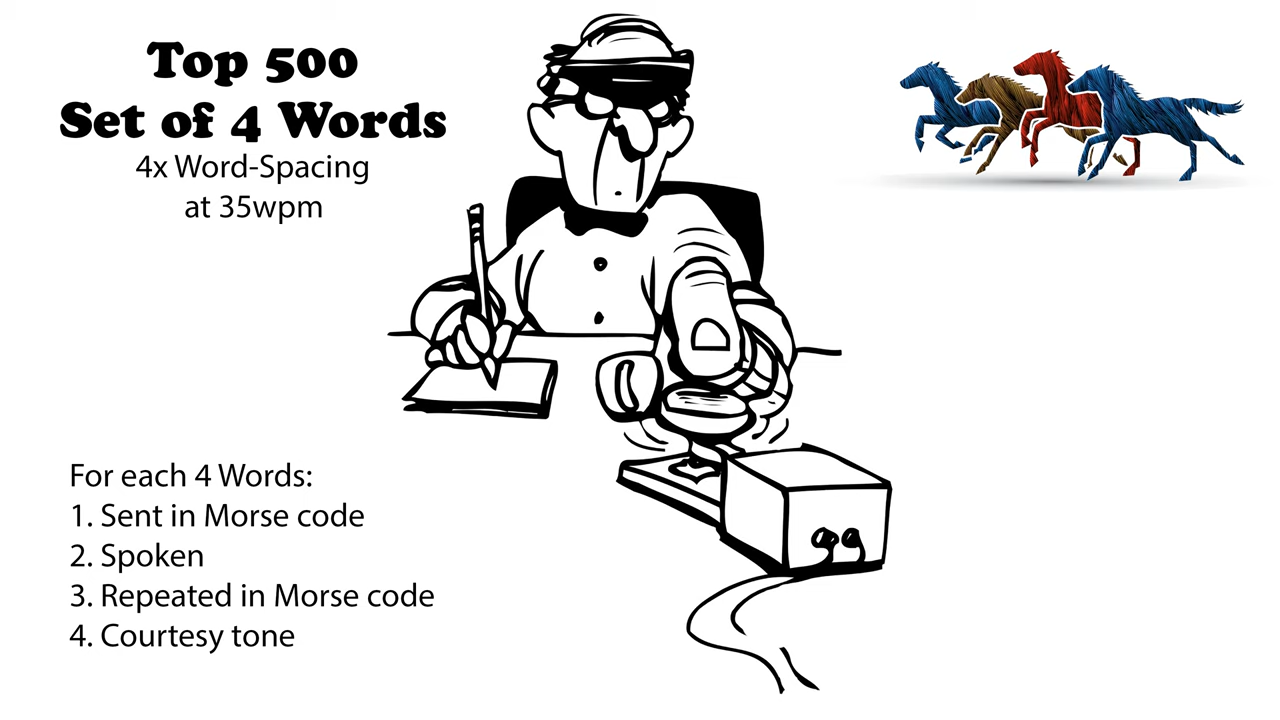 Top 500
Set of 4 Words
4x Word-Spacing
at 35wpm
For each 4 Words:
1. Sent in Morse code
2. Spoken
3. Repeated in Morse code
4. Courtesy tone